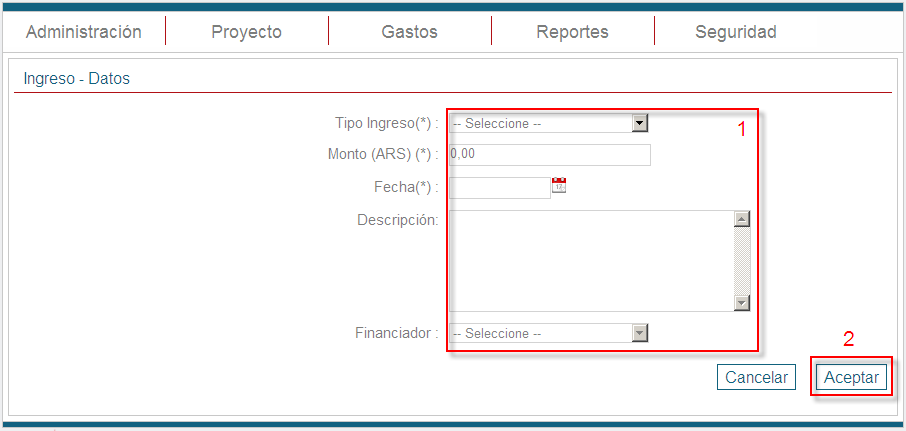 Administración Proyecto Gastos Reportes Seguridad
Ingreso - Datos
Tipo Ingreso(*) : -- Seleccione -- 1
Monto (ARS) (*) : 0,00
Fecha(*) :
Descripción:
Financiador : -- Seleccione --
2
Cancelar Aceptar